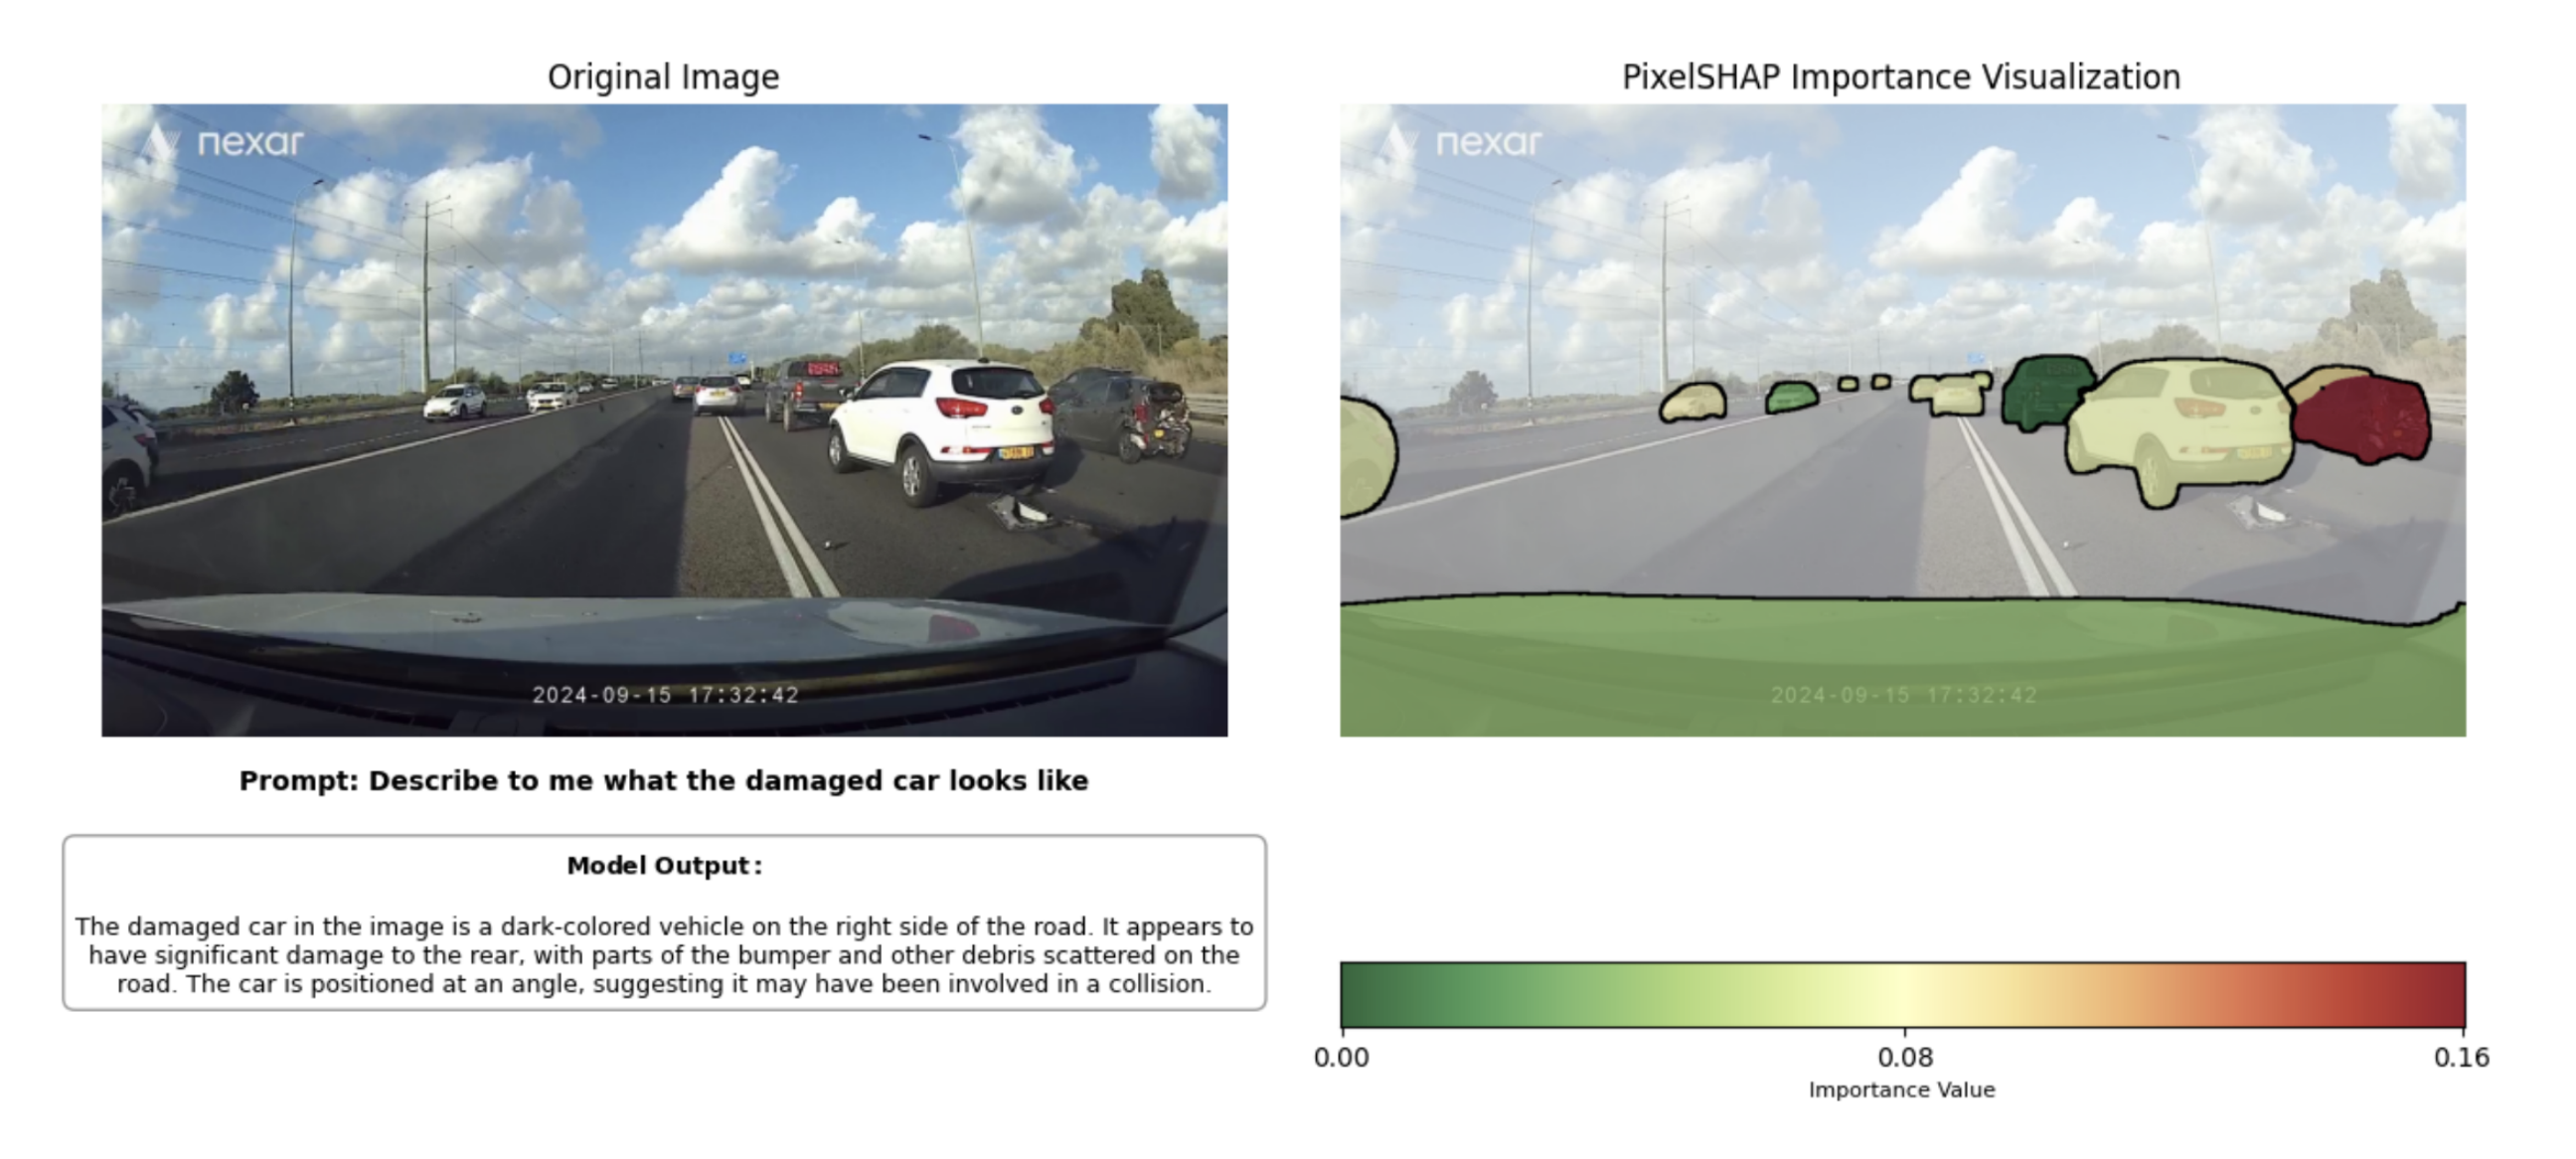 Original Image
PixelSHAP Importance Visualization
nexar
nexar
2024-09-15 17:32:42
2024-09-15 17:32:42
Prompt: Describe to me what the damaged car looks like
Model Output:
The damaged car in the image is a dark-colored vehicle on the right side of the road. It appears to
have significant damage to the rear, with parts of the bumper and other debris scattered on the
road. The car is positioned at an angle, suggesting it may have been involved in a collision.
0.00
0.08
0.16
Importance Value